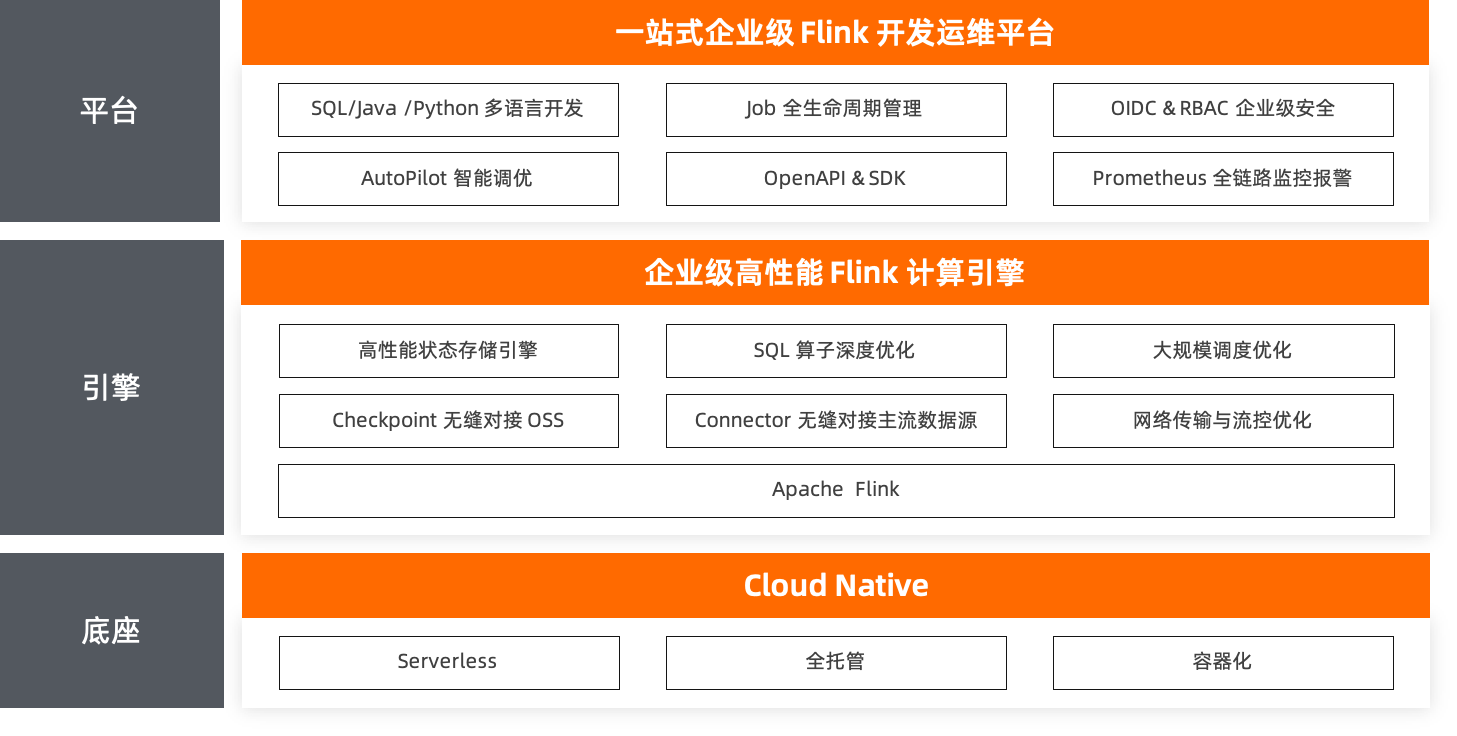 平台
一站式企业级 Flink 开发运维平台
SQL/Java /Python 多语言开发
Job 全生命周期管理
OIDC & RBAC 企业级安全
AutoPilot 智能调优
OpenAPI & SDK
Prometheus 全链路监控报警
引擎
企业级高性能 Flink 计算引擎
高性能状态存储引擎
SQL 算子深度优化
大规模调度优化
Checkpoint 无缝对接 OSS
Connector 无缝对接主流数据源
网络传输与流控优化
Apache Flink
底座
Cloud Native
Serverless
全托管
容器化